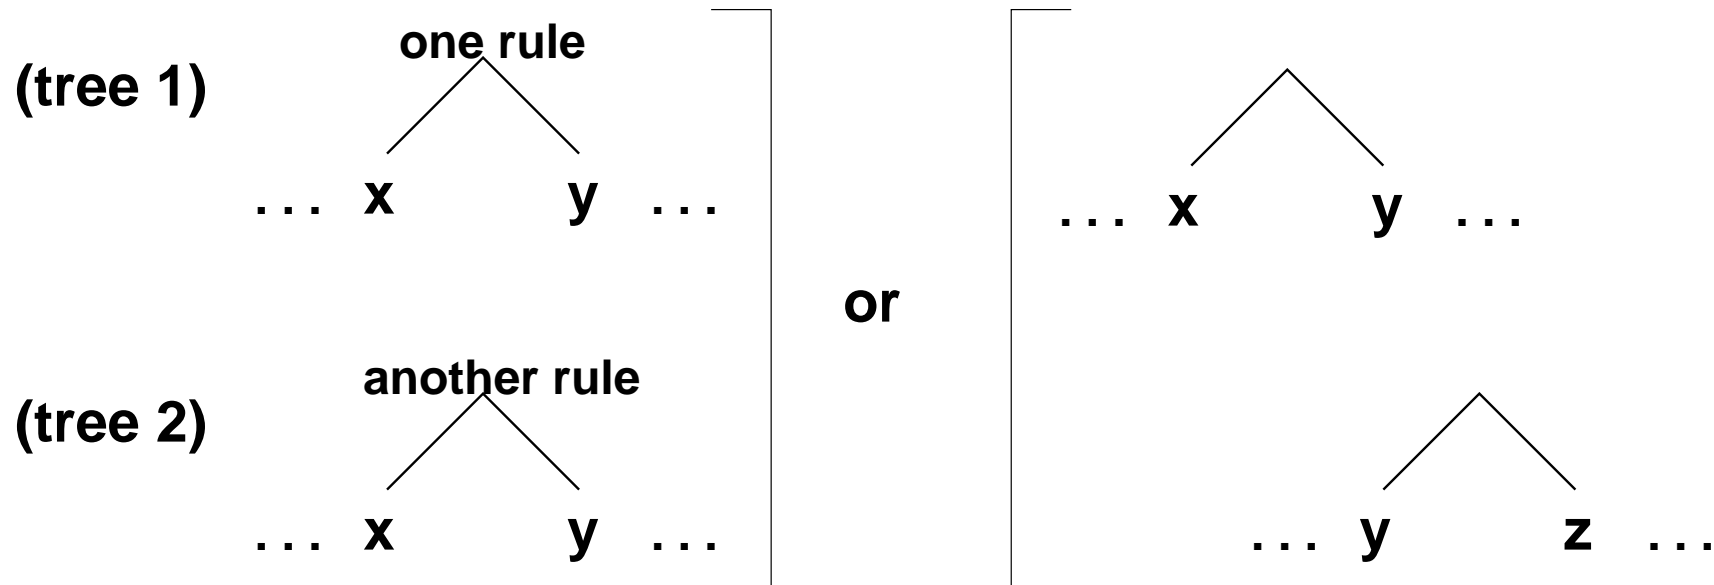 one rule
(tree 1)
. . . x y . . .
. . . x y . . .
or
another rule
(tree 2)
. . . x y . . .
. . . y z . . .